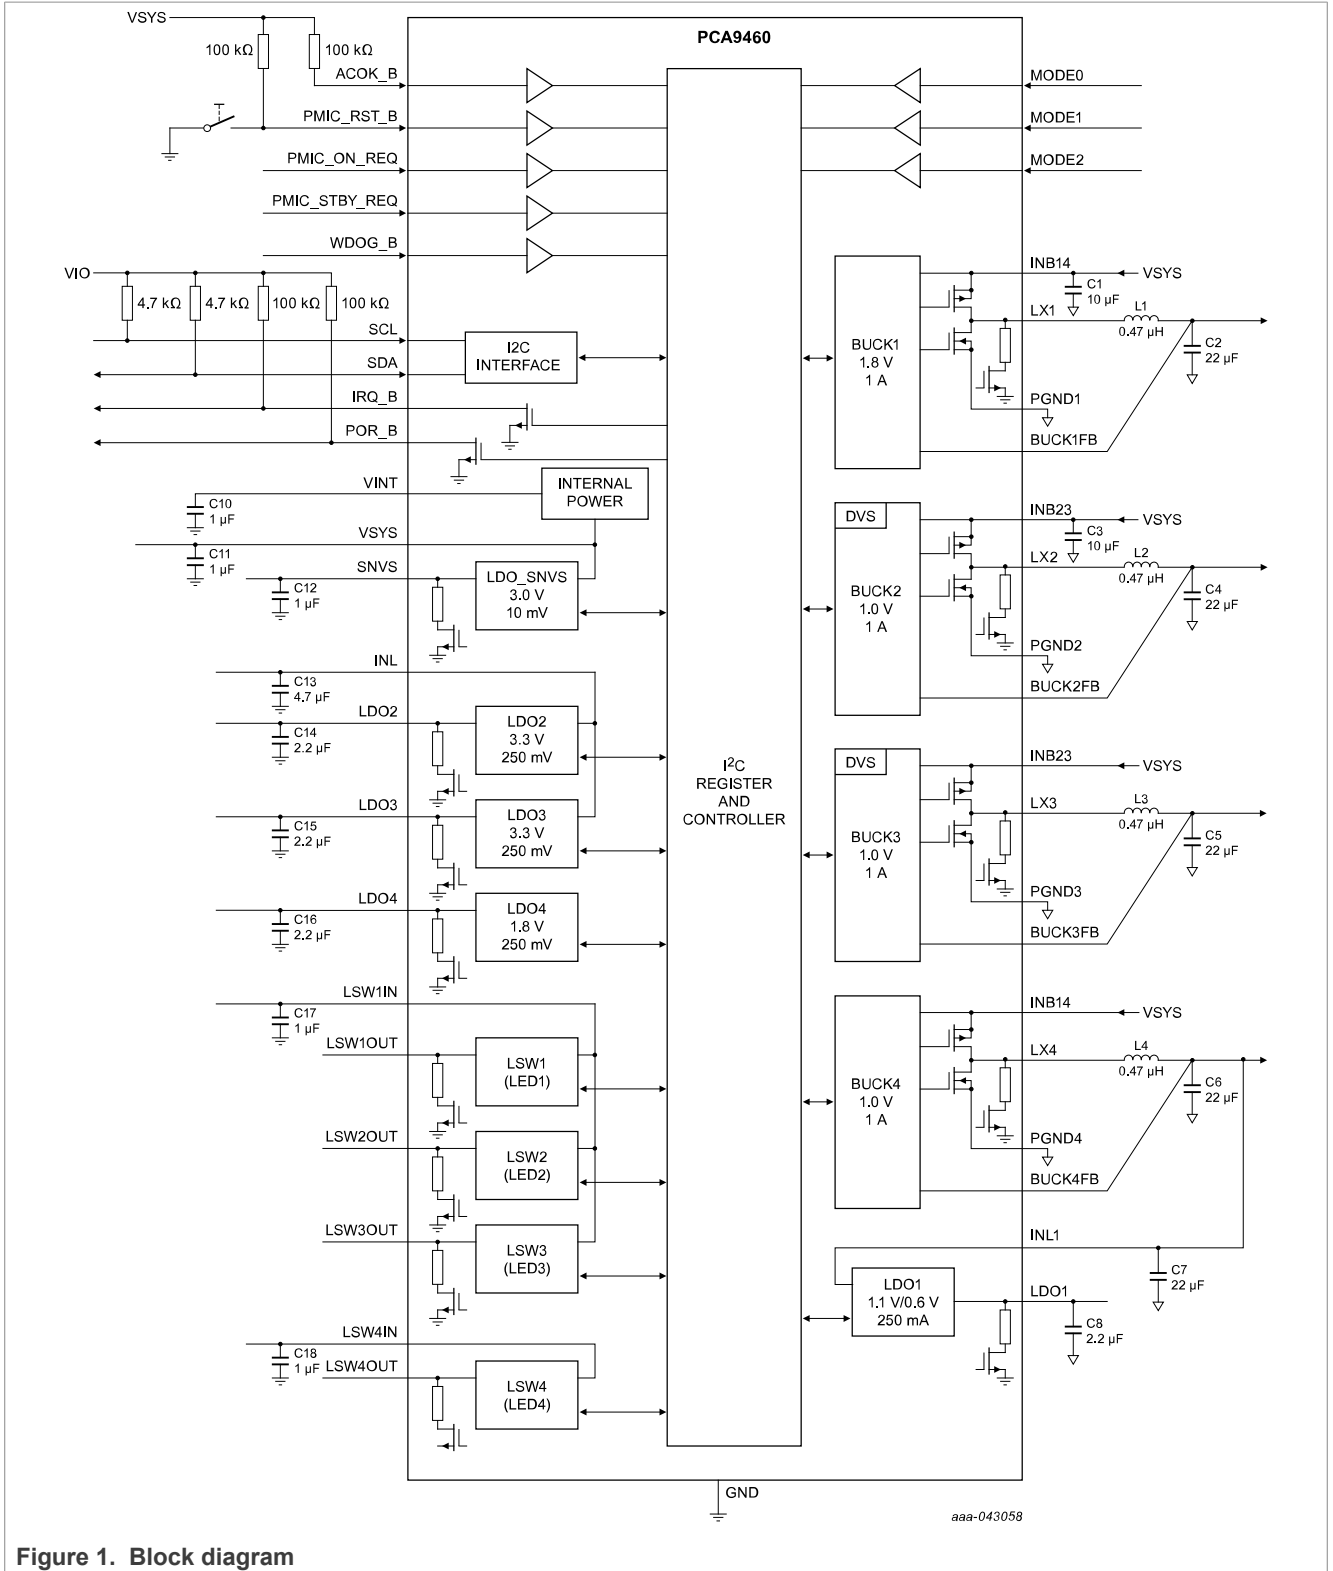 VSYS
100 kΩ
100 kΩ
ACOK_B
PMIC_RST_B
PMIC_ON_REQ
PMIC_STBY_REQ
WDOG_B
VIO
4.7 kΩ
4.7 kΩ
100 kΩ
100 kΩ
SCL
SDA
IRQ_B
POR_B
I2C
INTERFACE
VINT
INTERNAL
POWER
C10
1 µF
VSYS
C11
1 µF
SNVS
C12
1 µF
LDO_SNVS
3.0 V
10 mV
INL
C13
4.7 µF
LDO2
C14
2.2 µF
LDO2
3.3 V
250 mV
LDO3
C15
2.2 µF
LDO3
3.3 V
250 mV
LDO4
C16
2.2 µF
LDO4
1.8 V
250 mV
LSW1IN
C17
1 µF
LSW1OUT
LSW1
(LED1)
LSW2OUT
LSW2
(LED2)
LSW3OUT
LSW3
(LED3)
LSW4IN
C18
1 µF
LSW4OUT
LSW4
(LED4)
PCA9460
I²C
REGISTER
AND
CONTROLLER
MODE0
MODE1
MODE2
BUCK1
1.8 V
1 A
INB14
VSYS
C1
10 µF
LX1
L1
0.47 µH
C2
22 µF
PGND1
BUCK1FB
DVS
BUCK2
1.0 V
1 A
INB23
VSYS
C3
10 µF
LX2
L2
0.47 µH
C4
22 µF
PGND2
BUCK2FB
DVS
BUCK3
1.0 V
1 A
INB23
VSYS
LX3
L3
0.47 µH
C5
22 µF
PGND3
BUCK3FB
BUCK4
1.0 V
1 A
INB14
VSYS
LX4
L4
0.47 µH
C6
22 µF
PGND4
BUCK4FB
INL1
C7
22 µF
LDO1
1.1 V/0.6 V
250 mA
LDO1
C8
2.2 µF
GND
aaa-043058
Figure 1. Block diagram